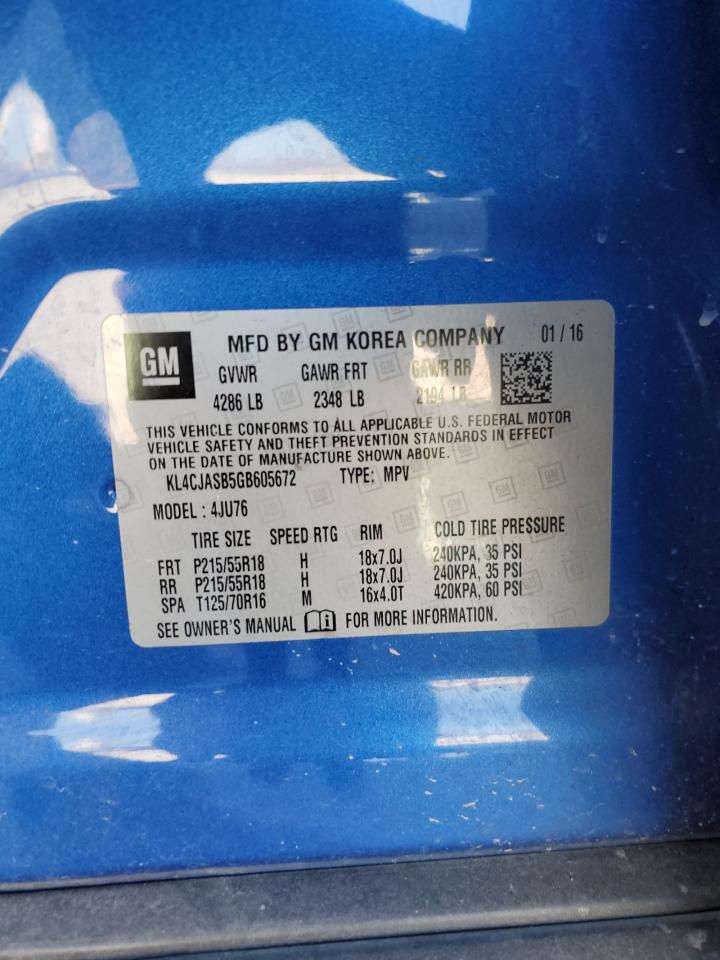 GM
MFD BY GM KOREA COMPANY 01 / 16
GVWR GAWR FRT GAWR RR
4286 LB 2348 LB 2194 LB
THIS VEHICLE CONFORMS TO ALL APPLICABLE U.S. FEDERAL MOTOR
VEHICLE SAFETY AND THEFT PREVENTION STANDARDS IN EFFECT
ON THE DATE OF MANUFACTURE SHOWN ABOVE.
KL4CJASB5GB605672 TYPE: MPV
MODEL : 4JU76
TIRE SIZE SPEED RTG RIM COLD TIRE PRESSURE
FRT P215/55R18 H 18x7.0J 240KPA, 35 PSI
RR P215/55R18 H 18x7.0J 240KPA, 35 PSI
SPA T125/70R16 M 16x4.0T 420KPA, 60 PSI
SEE OWNER'S MANUAL FOR MORE INFORMATION.